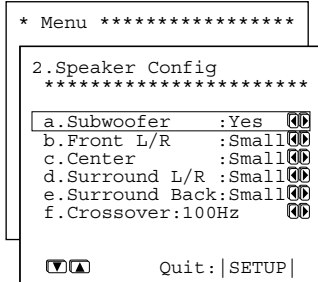 * Menu *****************
2.Speaker Config
***********************
a.Subwoofer :Yes
b.Front L/R :Small
c.Center :Small
d.Surround L/R :Small
e.Surround Back:Small
f.Crossover:100Hz
Quit:|SETUP|